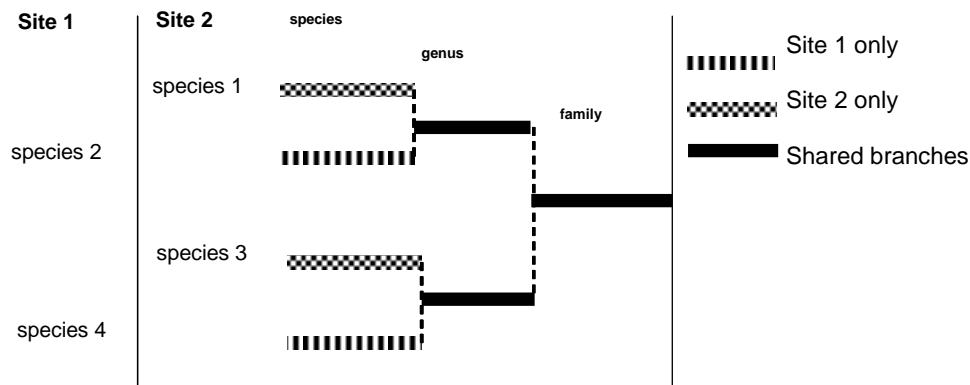 Site 1
Site 2
species
genus
family
species 1
species 2
species 3
species 4
Site 1 only
Site 2 only
Shared branches